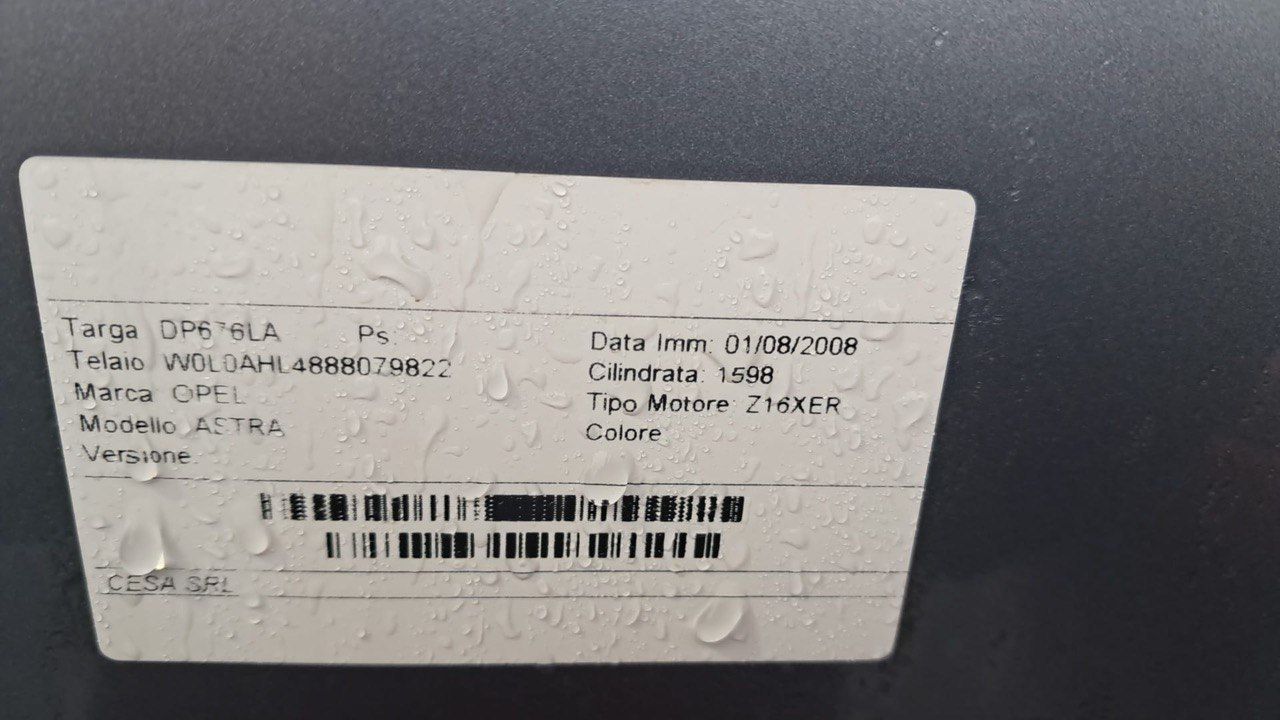 Targa DP676LA Ps.
Telaio W0L0AHL4888079822
Marca OPEL
Modello ASTRA
Versione.
Data Imm: 01/08/2008
Cilindrata: 1598
Tipo Motore: Z16XER
Colore
CESA SRL